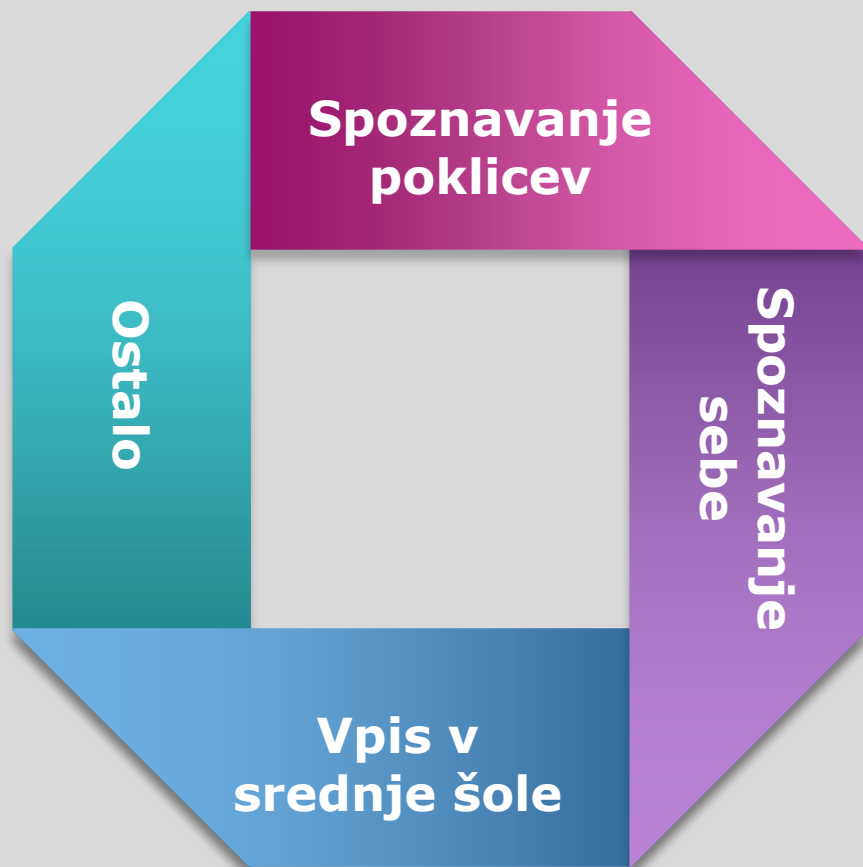 Spoznavanje
poklicev
Spoznavanje
sebe
Vpis v
srednje šole
Ostalo